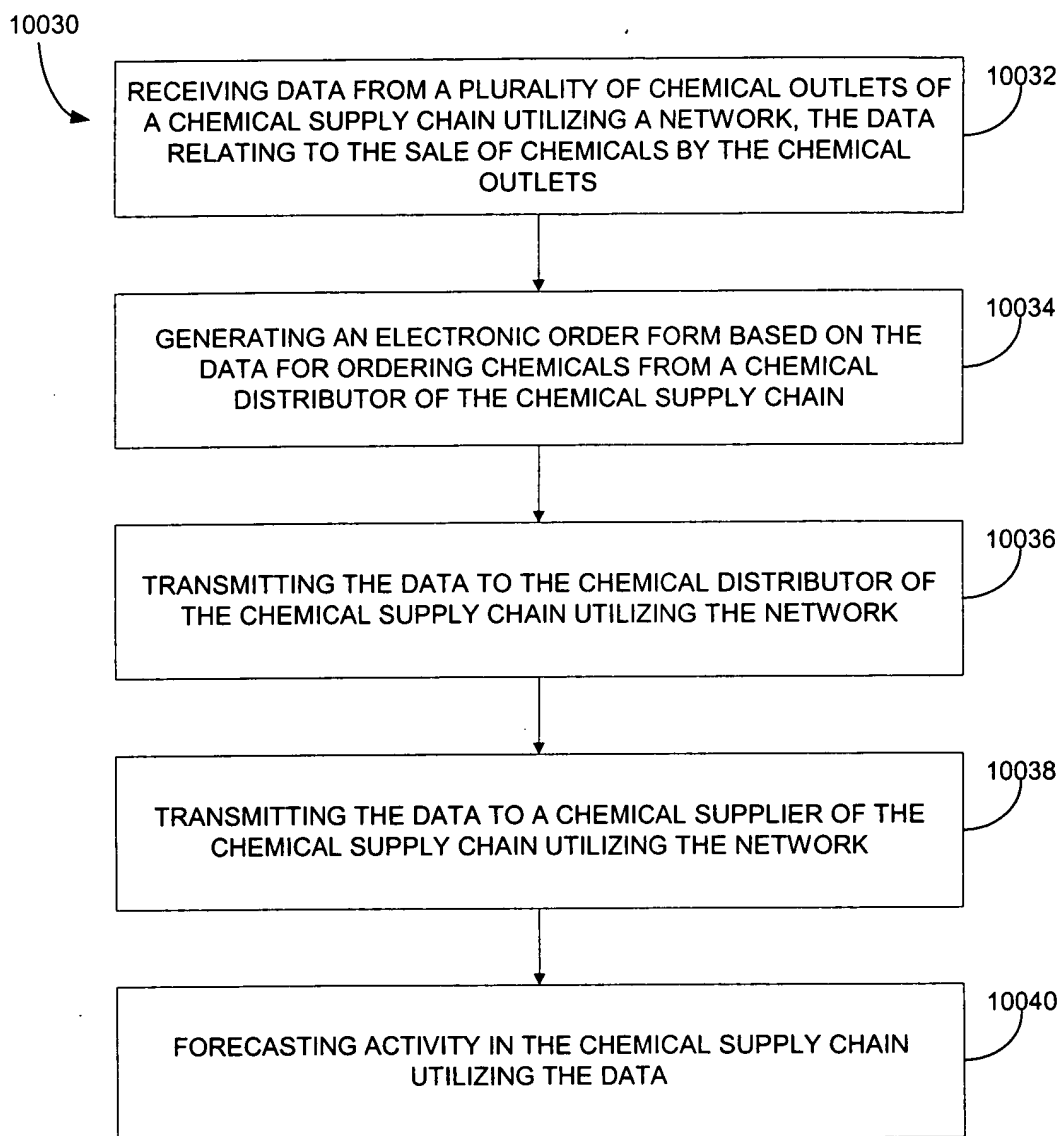 10030
10032
RECEIVING DATA FROM A PLURALITY OF CHEMICAL OUTLETS OF
A CHEMICAL SUPPLY CHAIN UTILIZING A NETWORK, THE DATA
RELATING TO THE SALE OF CHEMICALS BY THE CHEMICAL
OUTLETS
10034
GENERATING AN ELECTRONIC ORDER FORM BASED ON THE
DATA FOR ORDERING CHEMICALS FROM A CHEMICAL
DISTRIBUTOR OF THE CHEMICAL SUPPLY CHAIN
10036
TRANSMITTING THE DATA TO THE CHEMICAL DISTRIBUTOR OF
THE CHEMICAL SUPPLY CHAIN UTILIZING THE NETWORK
10038
TRANSMITTING THE DATA TO A CHEMICAL SUPPLIER OF THE
CHEMICAL SUPPLY CHAIN UTILIZING THE NETWORK
10040
FORECASTING ACTIVITY IN THE CHEMICAL SUPPLY CHAIN
UTILIZING THE DATA